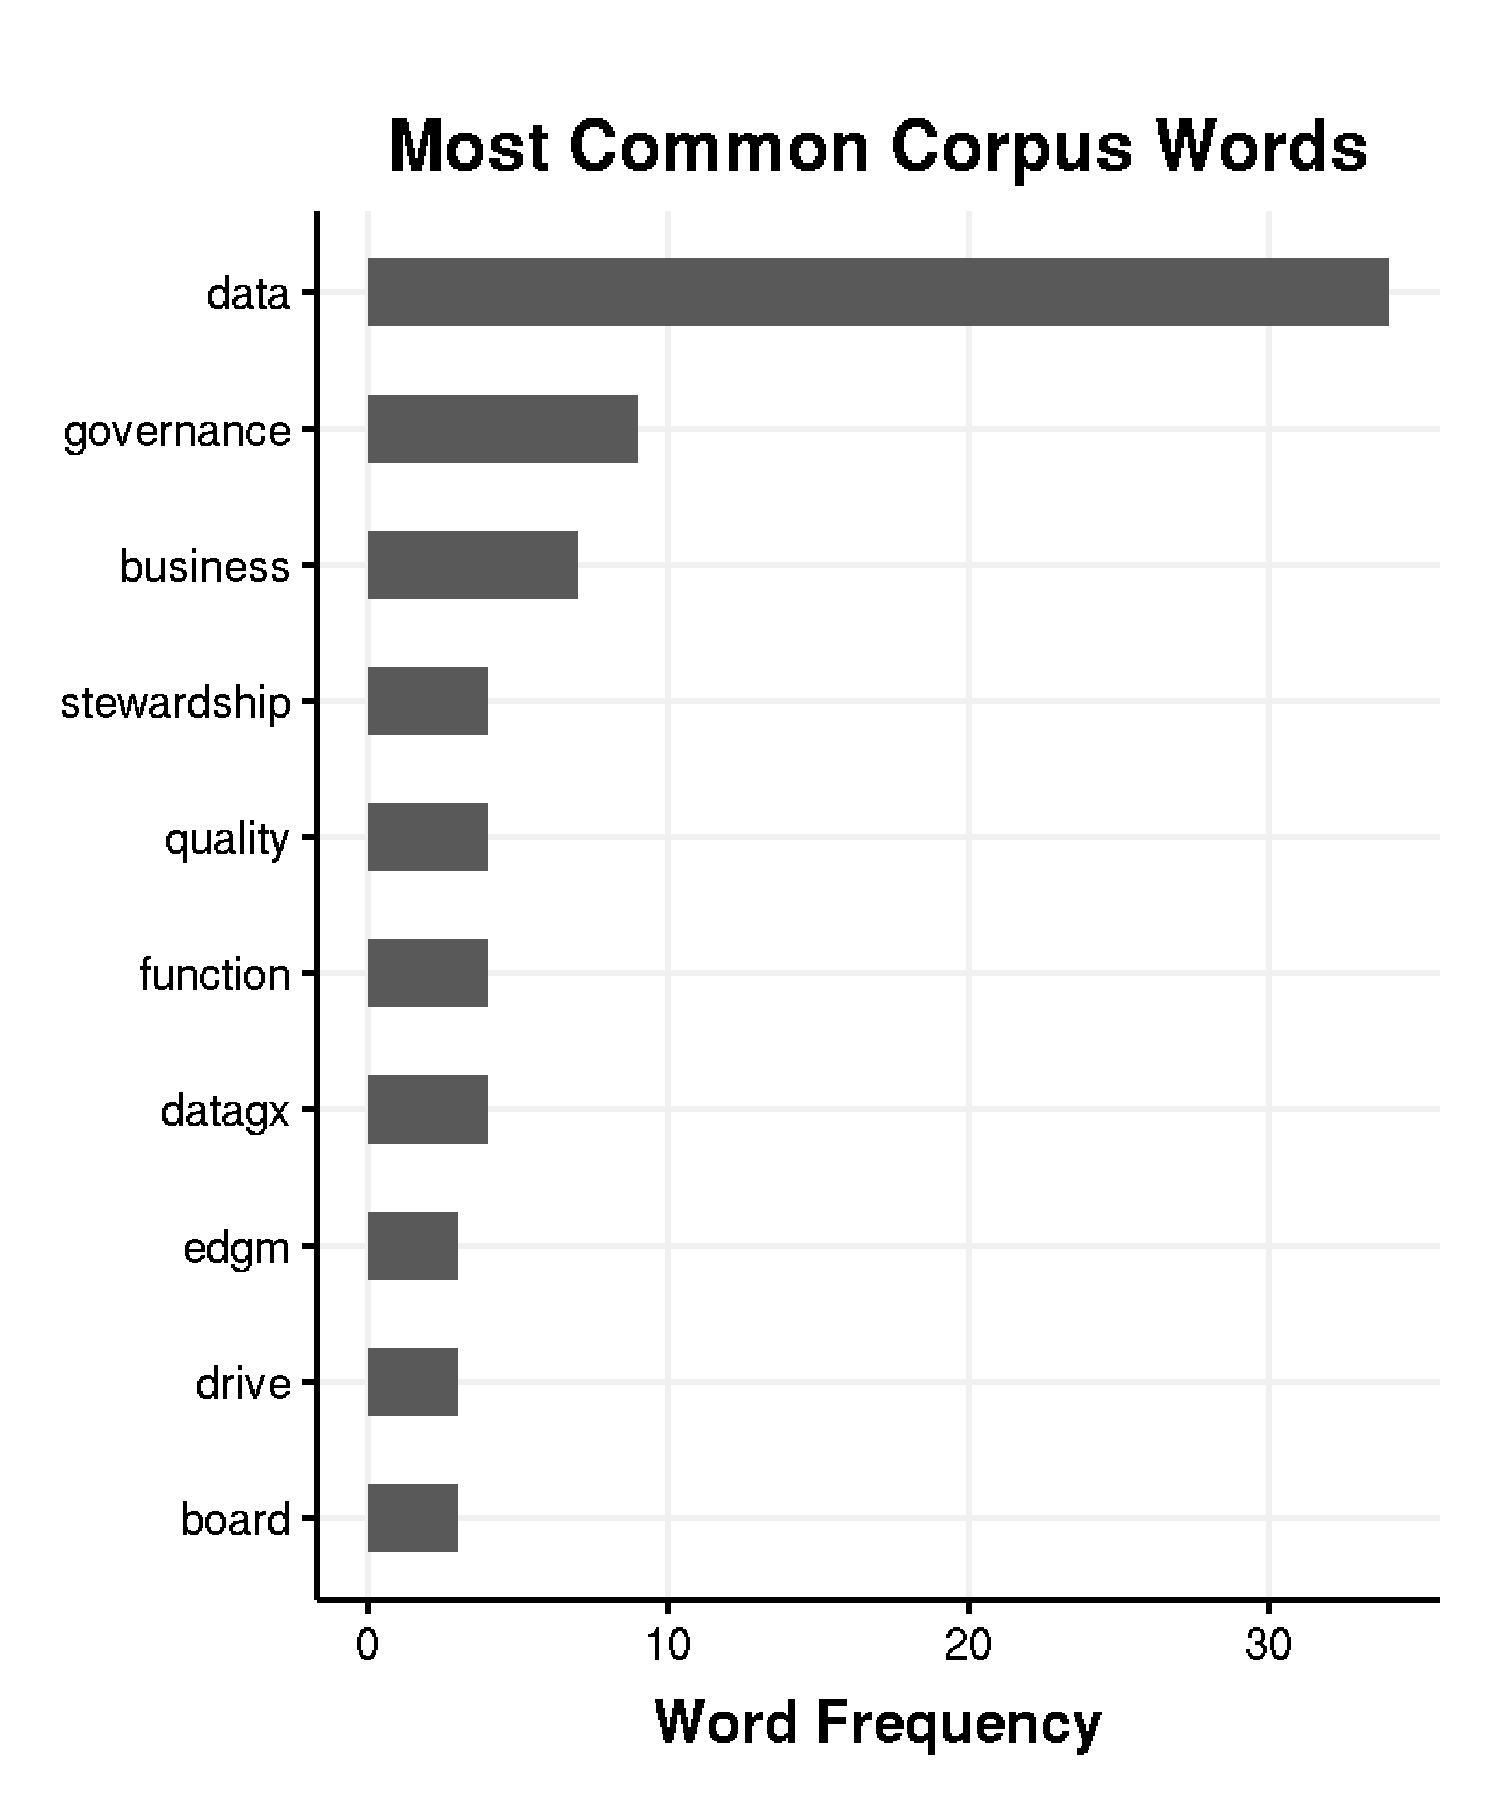 Most Common Corpus Words
data
governance
business
stewardship
quality
function
datagx
edgm
drive
board
0 10 20 30
Word Frequency